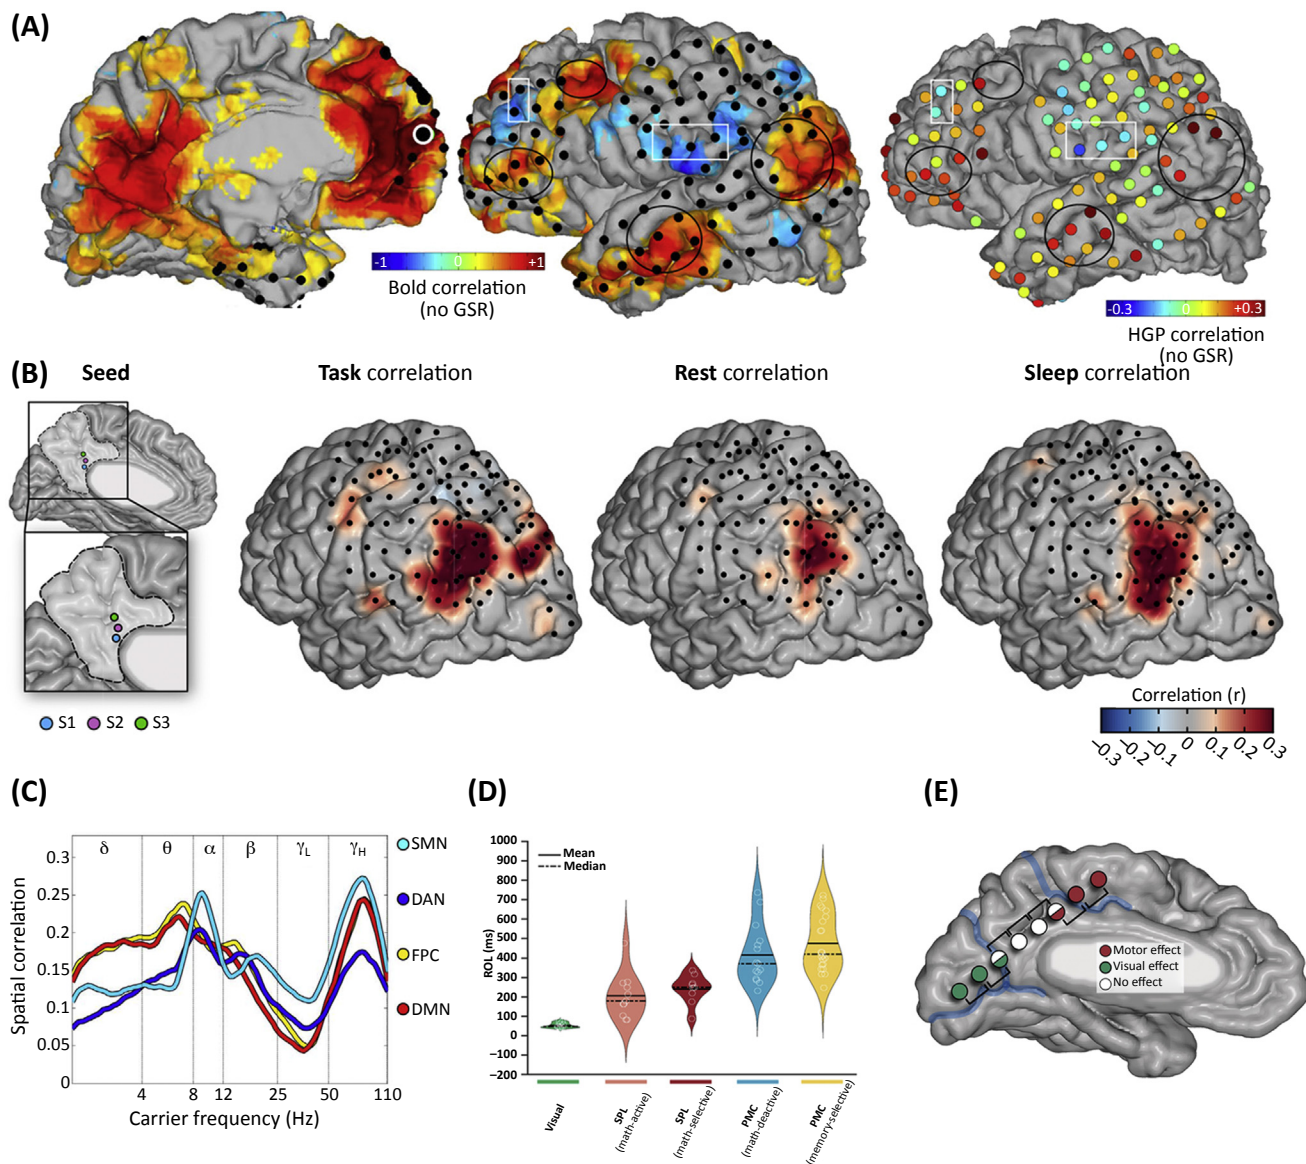 (A)
-1 0 +1
Bold correlation
(no GSR)
-0.3 0 +0.3
HGP correlation
(no GSR)
(B)
Seed
Task correlation
Rest correlation
Sleep correlation
S1 S2 S3
Correlation (r)
−0.3 −0.2 −0.1 0 0.1 0.2 0.3
(C)
δ θ α β γL γH
Spatial correlation
0.3
0.25
0.2
0.15
0.1
0.05
0
4 8 12 25 50 110
Carrier frequency (Hz)
SMN
DAN
FPC
DMN
(D)
ROL (ms)
1000
900
800
700
600
500
400
300
200
100
0
−100
−200
Mean
Median
Visual
SPL
(math-active)
SPL
(math-selective)
PMC
(math-deactive)
PMC
(memory-selective)
(E)
Motor effect
Visual effect
No effect